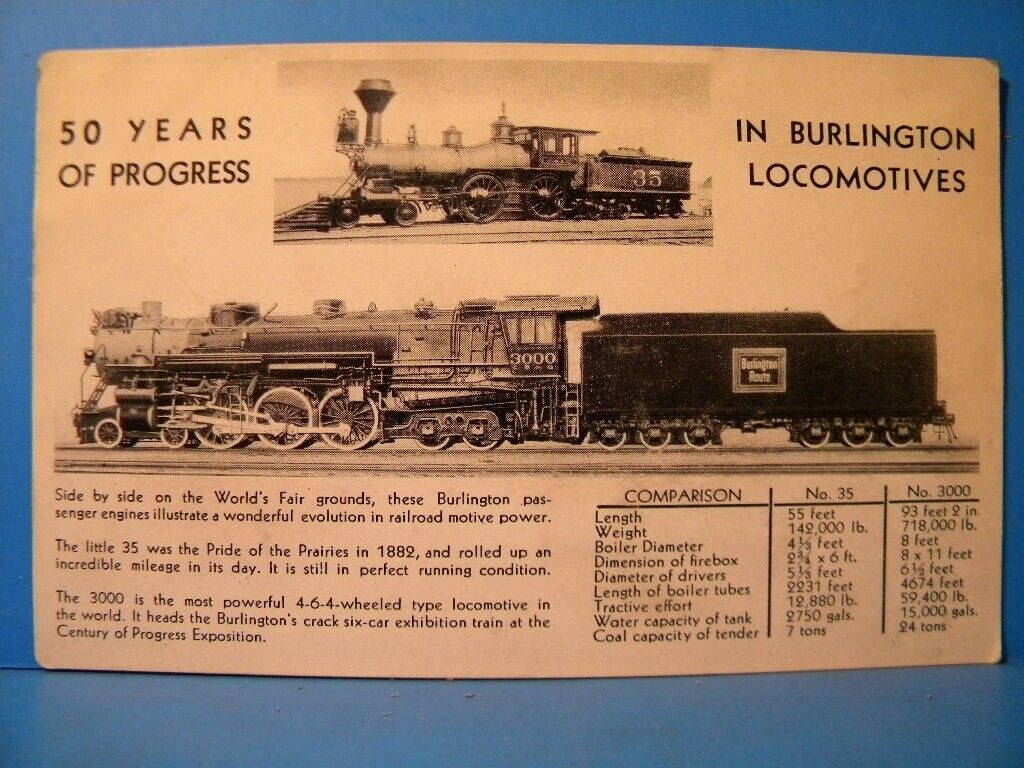 50 YEARS
OF PROGRESS
IN BURLINGTON
LOCOMOTIVES
35
3000
Burlington
Route
Side by side on the World's Fair grounds, these Burlington pas-
senger engines illustrate a wonderful evolution in railroad motive power.
The little 35 was the Pride of the Prairies in 1882, and rolled up an
incredible mileage in its day. It is still in perfect running condition.
The 3000 is the most powerful 4-6-4-wheeled type locomotive in
the world. It heads the Burlington's crack six-car exhibition train at the
Century of Progress Exposition.
COMPARISON No. 35 No. 3000
Length 55 feet 93 feet 2 in.
Weight 142,000 lb. 718,000 lb.
Boiler Diameter 4⅓ feet 8 feet
Dimension of firebox 2¾ x 6 ft. 8 x 11 feet
Diameter of drivers 5⅓ feet 6½ feet
Length of boiler tubes 2231 feet 4674 feet
Tractive effort 12,880 lb. 59,400 lb.
Water capacity of tank 2750 gals. 15,000 gals.
Coal capacity of tender 7 tons 24 tons